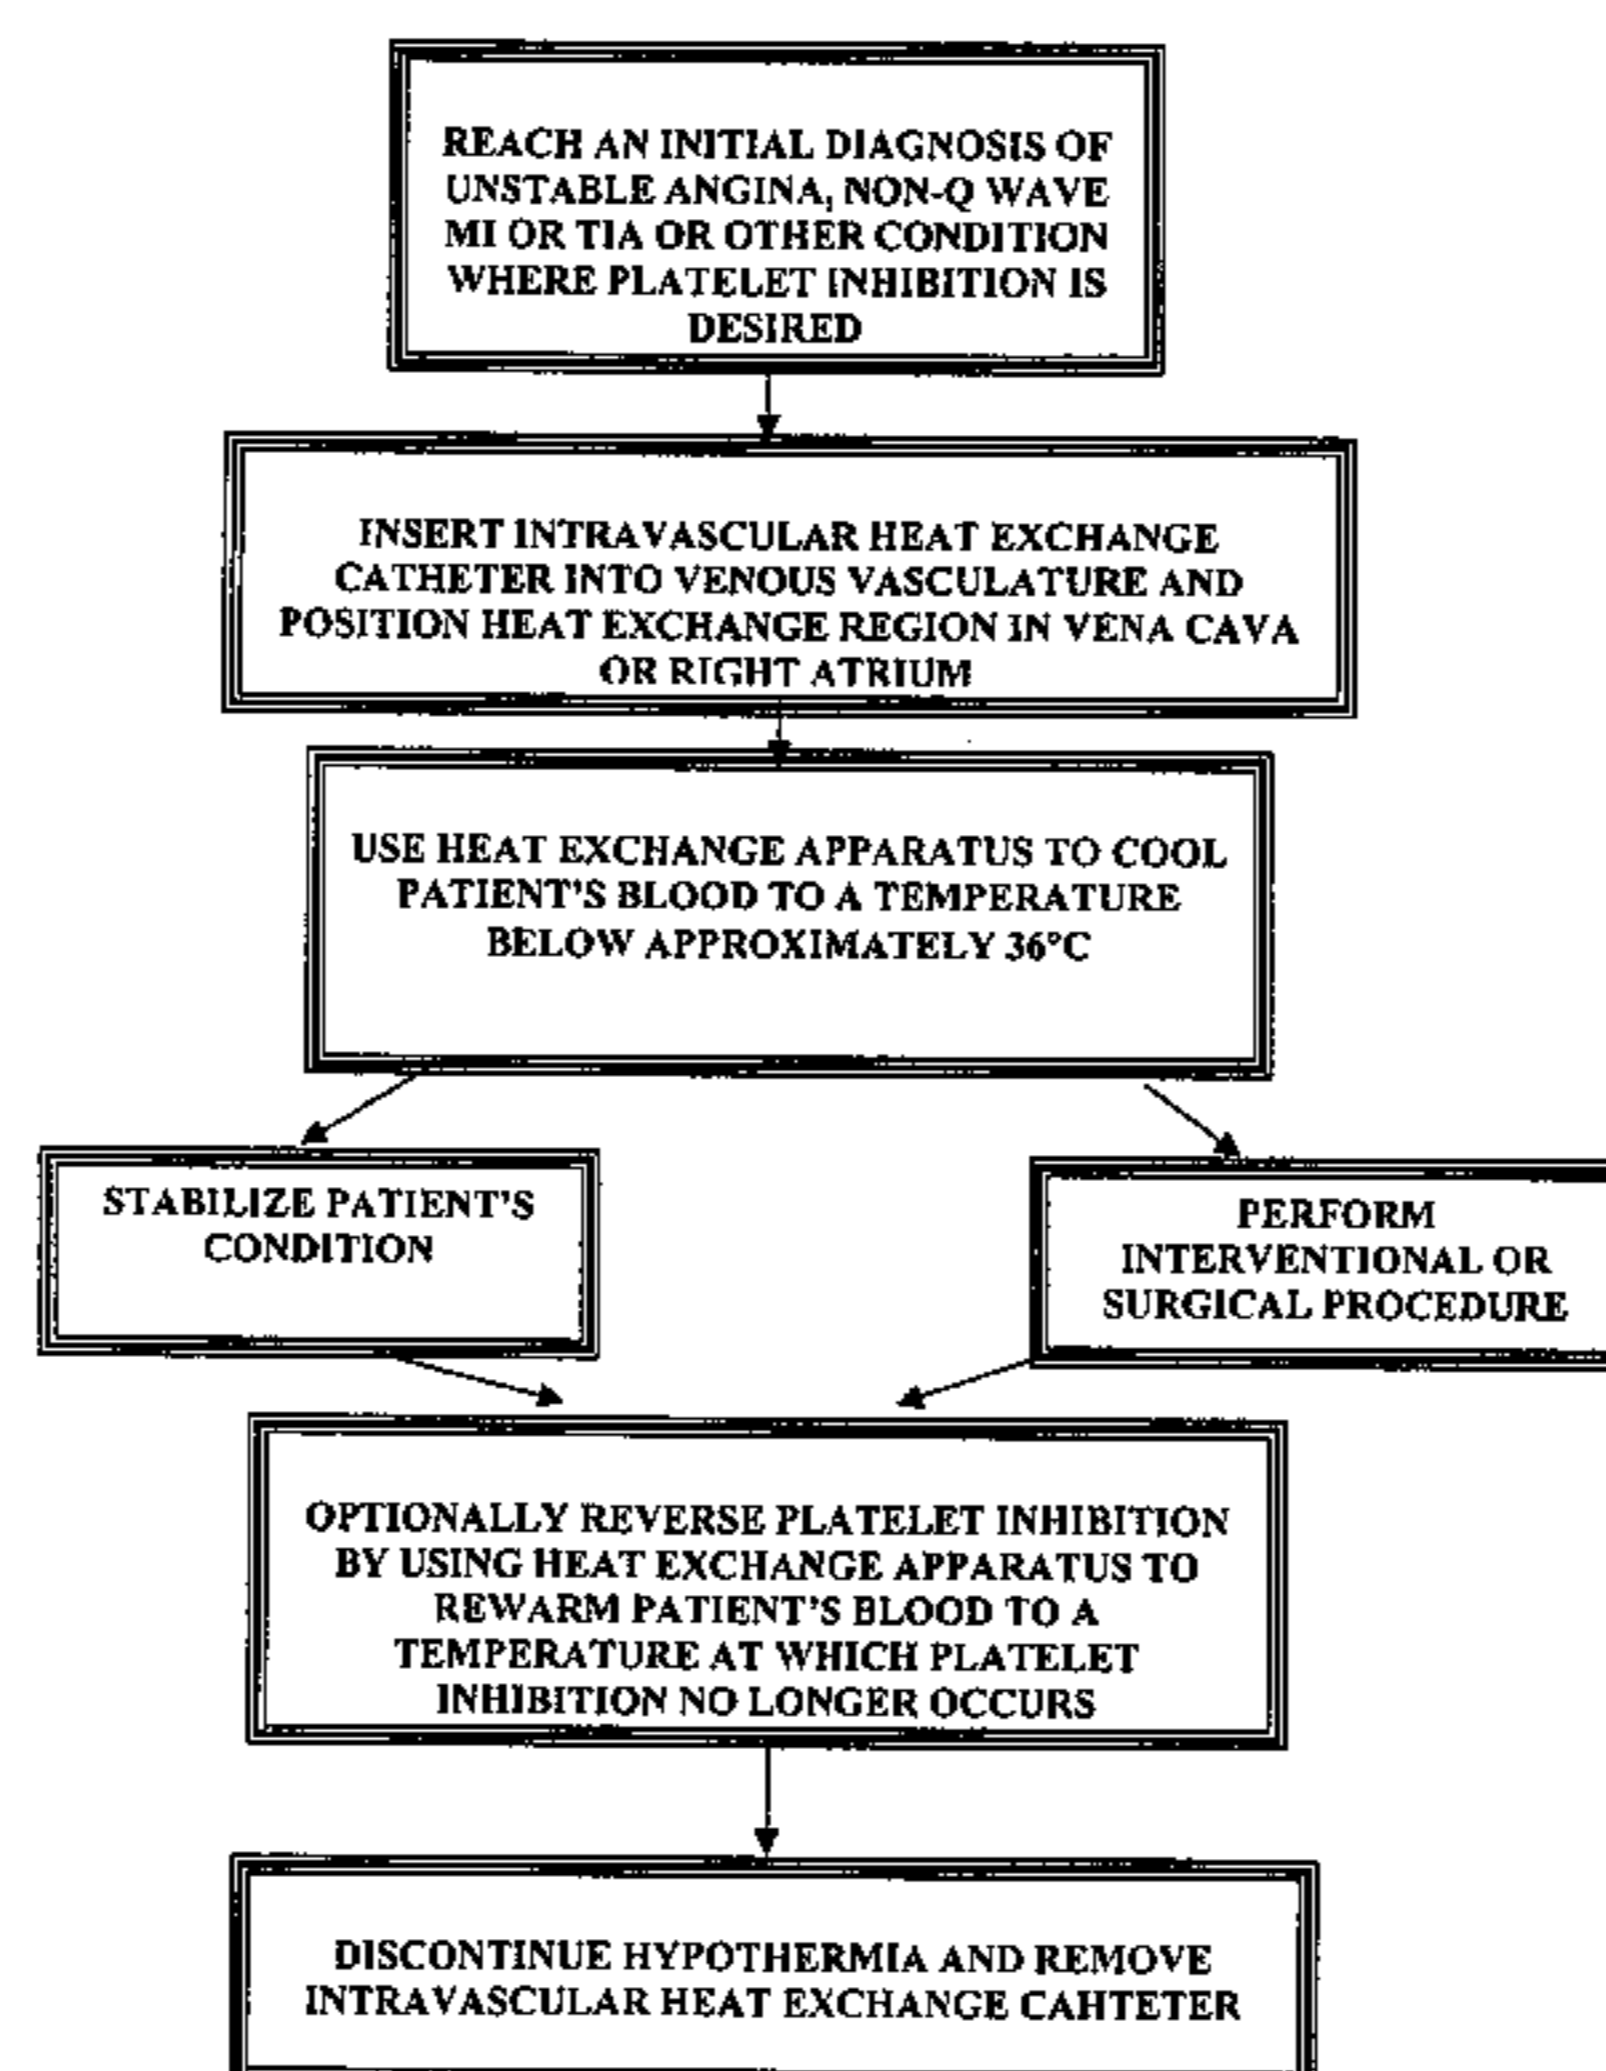 REACH AN INITIAL DIAGNOSIS OF
UNSTABLE ANGINA, NON-Q WAVE
MI OR TIA OR OTHER CONDITION
WHERE PLATELET INHIBITION IS
DESIRED
INSERT INTRAVASCULAR HEAT EXCHANGE
CATHETER INTO VENOUS VASCULATURE AND
POSITION HEAT EXCHANGE REGION IN VENA CAVA
OR RIGHT ATRIUM
USE HEAT EXCHANGE APPARATUS TO COOL
PATIENT'S BLOOD TO A TEMPERATURE
BELOW APPROXIMATELY 36°C
STABILIZE PATIENT'S
CONDITION
PERFORM
INTERVENTIONAL OR
SURGICAL PROCEDURE
OPTIONALLY REVERSE PLATELET INHIBITION
BY USING HEAT EXCHANGE APPARATUS TO
REWARM PATIENT'S BLOOD TO A
TEMPERATURE AT WHICH PLATELET
INHIBITION NO LONGER OCCURS
DISCONTINUE HYPOTHERMIA AND REMOVE
INTRAVASCULAR HEAT EXCHANGE CAHTETER